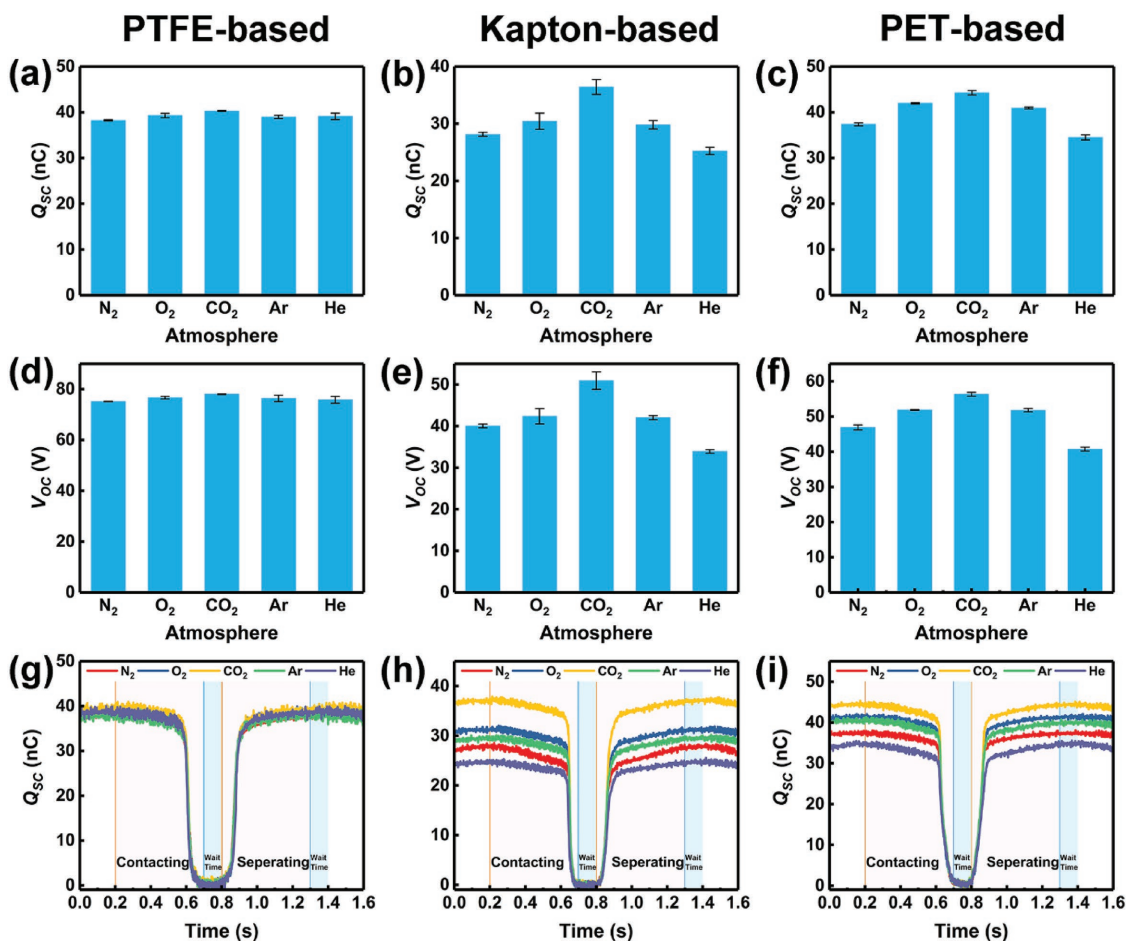 PTFE-based Kapton-based PET-based
(a) (b) (c)
50
40
30
20
10
0
Q_SC (nC)
N₂ O₂ CO₂ Ar He
Atmosphere
40
30
20
10
0
Q_SC (nC)
N₂ O₂ CO₂ Ar He
Atmosphere
50
40
30
20
10
0
Q_SC (nC)
N₂ O₂ CO₂ Ar He
Atmosphere
(d) (e) (f)
80
60
40
20
0
V_OC (V)
N₂ O₂ CO₂ Ar He
Atmosphere
50
40
30
20
10
0
V_OC (V)
N₂ O₂ CO₂ Ar He
Atmosphere
60
50
40
30
20
10
0
V_OC (V)
N₂ O₂ CO₂ Ar He
Atmosphere
(g) (h) (i)
N₂ O₂ CO₂ Ar He
50
40
30
20
10
0
Q_SC (nC)
Contacting Wait Time Seperating Wait Time
0.0 0.2 0.4 0.6 0.8 1.0 1.2 1.4 1.6
Time (s)
N₂ O₂ CO₂ Ar He
40
30
20
10
0
Q_SC (nC)
Contacting Wait Time Seperating Wait Time
0.0 0.2 0.4 0.6 0.8 1.0 1.2 1.4 1.6
Time (s)
N₂ O₂ CO₂ Ar He
50
40
30
20
10
0
Q_SC (nC)
Contacting Wait Time Seperating Wait Time
0.0 0.2 0.4 0.6 0.8 1.0 1.2 1.4 1.6
Time (s)